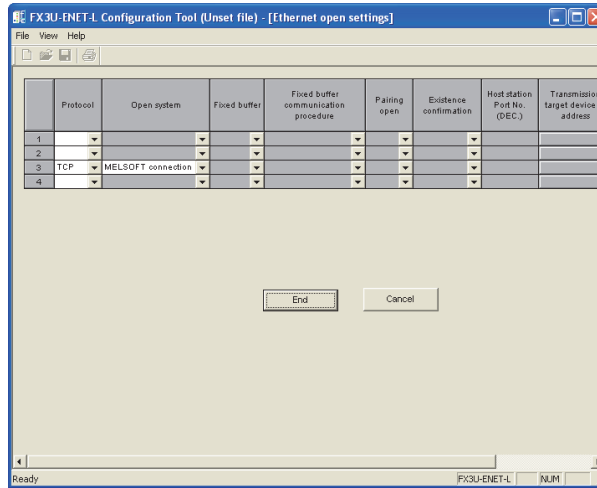 FX3U-ENET-L Configuration Tool (Unset file) - [Ethernet open settings]
File View Help
Protocol
Open system
Fixed buffer
Fixed buffer
communication
procedure
Pairing
open
Existence
confirmation
Host station
Port No.
(DEC.)
Transmission
target device
address
1
2
3 TCP MELSOFT connection
4
End Cancel
Ready FX3U-ENET-L NUM